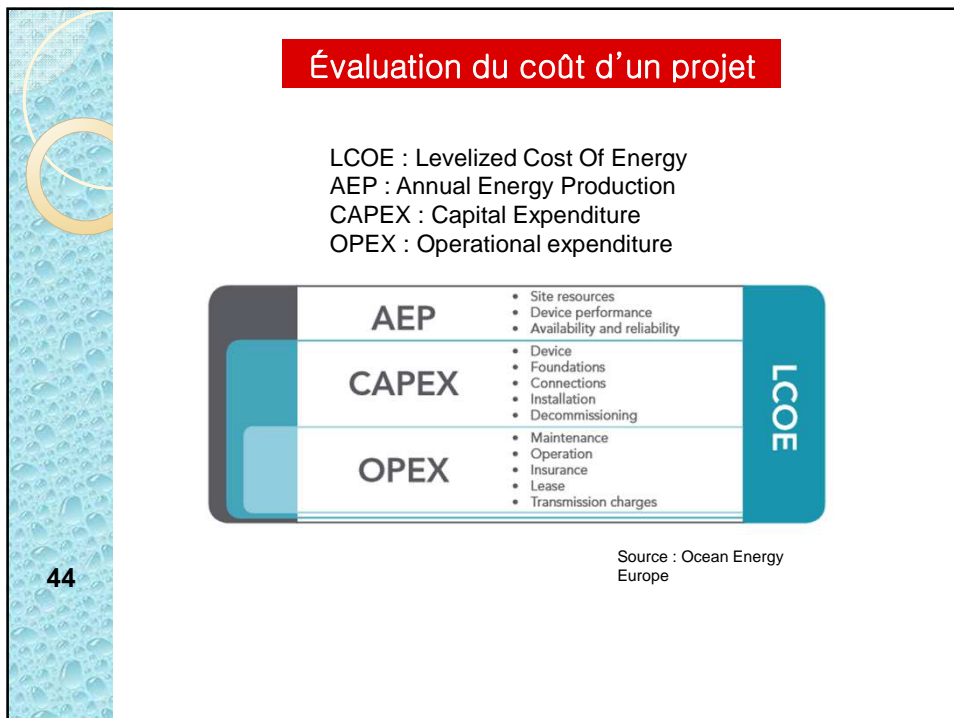 Évaluation du coût d’un projet
LCOE : Levelized Cost Of Energy
AEP : Annual Energy Production
CAPEX : Capital Expenditure
OPEX : Operational expenditure
AEP
• Site resources
• Device performance
• Availability and reliability
CAPEX
• Device
• Foundations
• Connections
• Installation
• Decommissioning
OPEX
• Maintenance
• Operation
• Insurance
• Lease
• Transmission charges
LCOE
Source : Ocean Energy
Europe
44